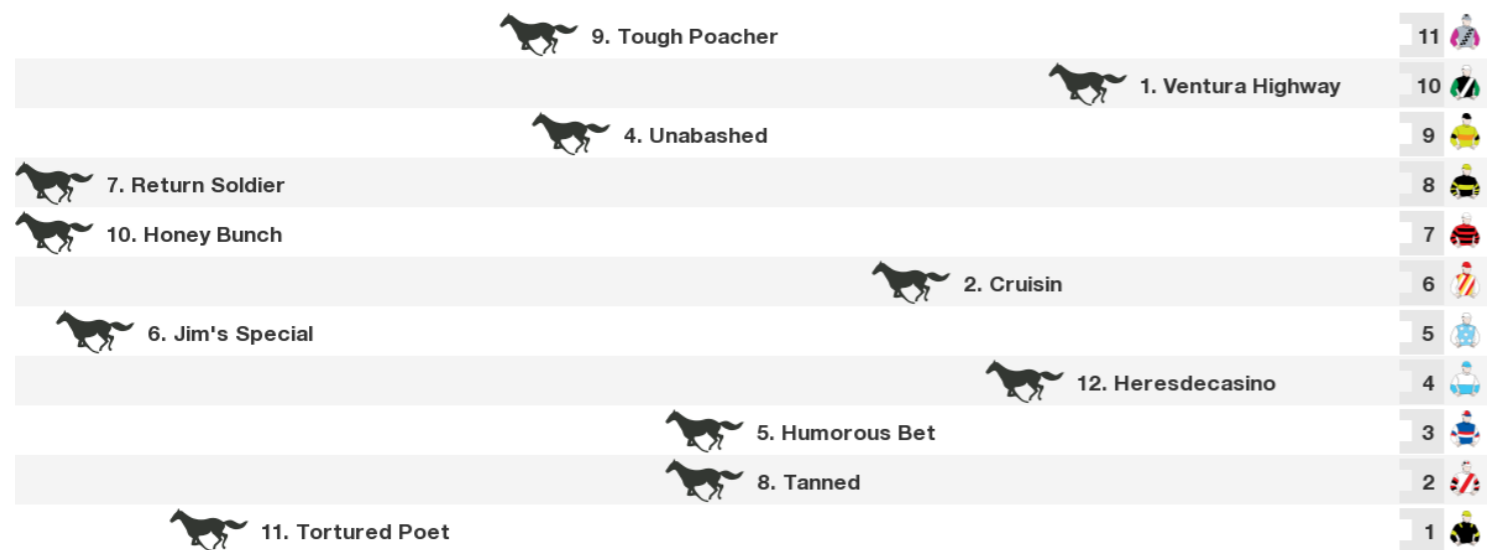 9. Tough Poacher 11
1. Ventura Highway 10
4. Unabashed 9
7. Return Soldier 8
10. Honey Bunch 7
2. Cruisin 6
6. Jim's Special 5
12. Heresdecasino 4
5. Humorous Bet 3
8. Tanned 2
11. Tortured Poet 1